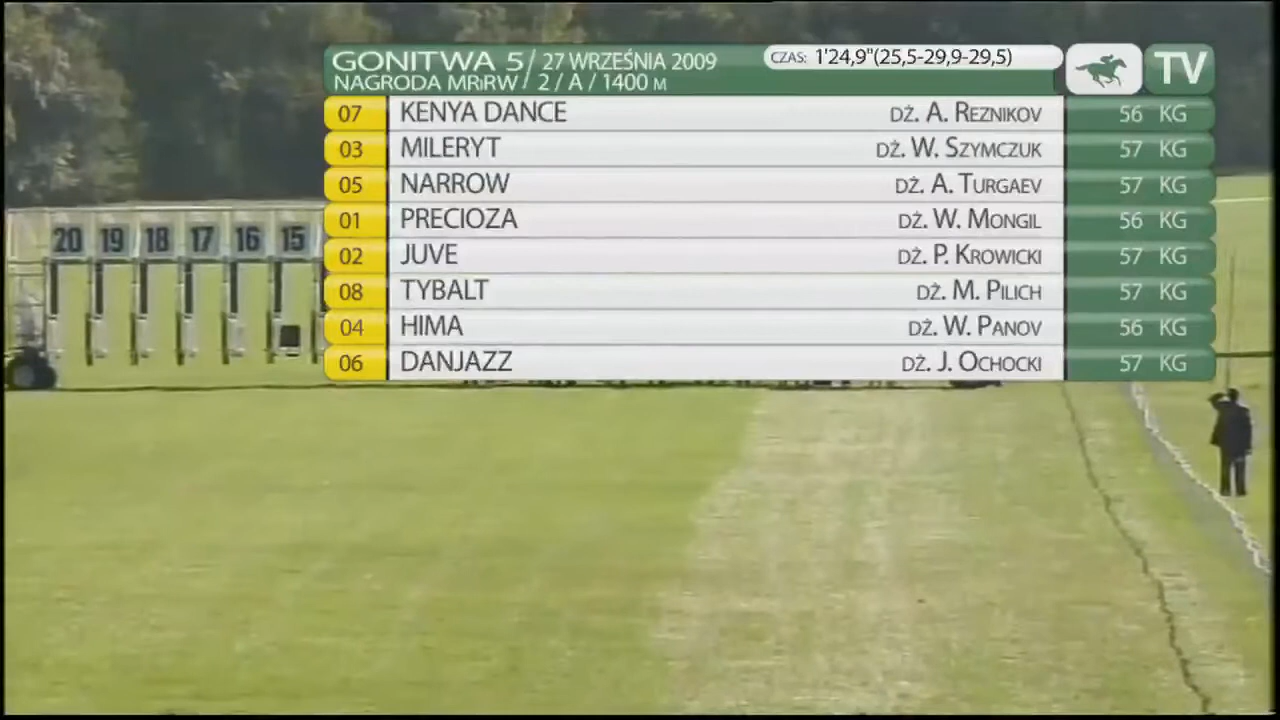 GONITWA 5 / 27 WRZEŚNIA 2009 CZAS: 1'24,9"(25,5-29,9-29,5) TV
NAGRODA MRiRW / 2 / A / 1400 M
07 KENYA DANCE DŻ. A. REZNIKOV 56 KG
03 MILERYT DŻ. W. SZYMCZUK 57 KG
05 NARROW DŻ. A. TURGAEV 57 KG
01 PRECIOZA DŻ. W. MONGIL 56 KG
02 JUVE DŻ. P. KROWICKI 57 KG
08 TYBALT DŻ. M. PILICH 57 KG
04 HIMA DŻ. W. PANOV 56 KG
06 DANJAZZ DŻ. J. OCHOCKI 57 KG
20 19 18 17 16 15